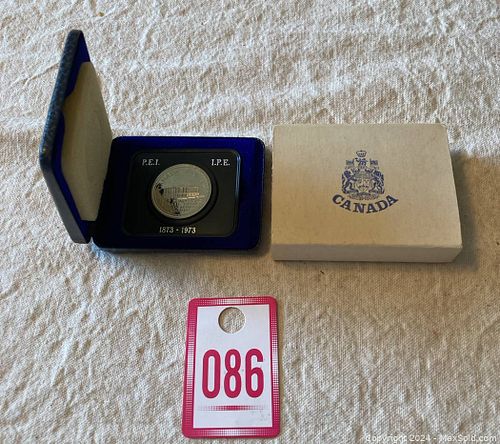 P.E.I. I.P.E.
1873 · 1973
CANADA
086
Copyright 2024 - MaxSold.com